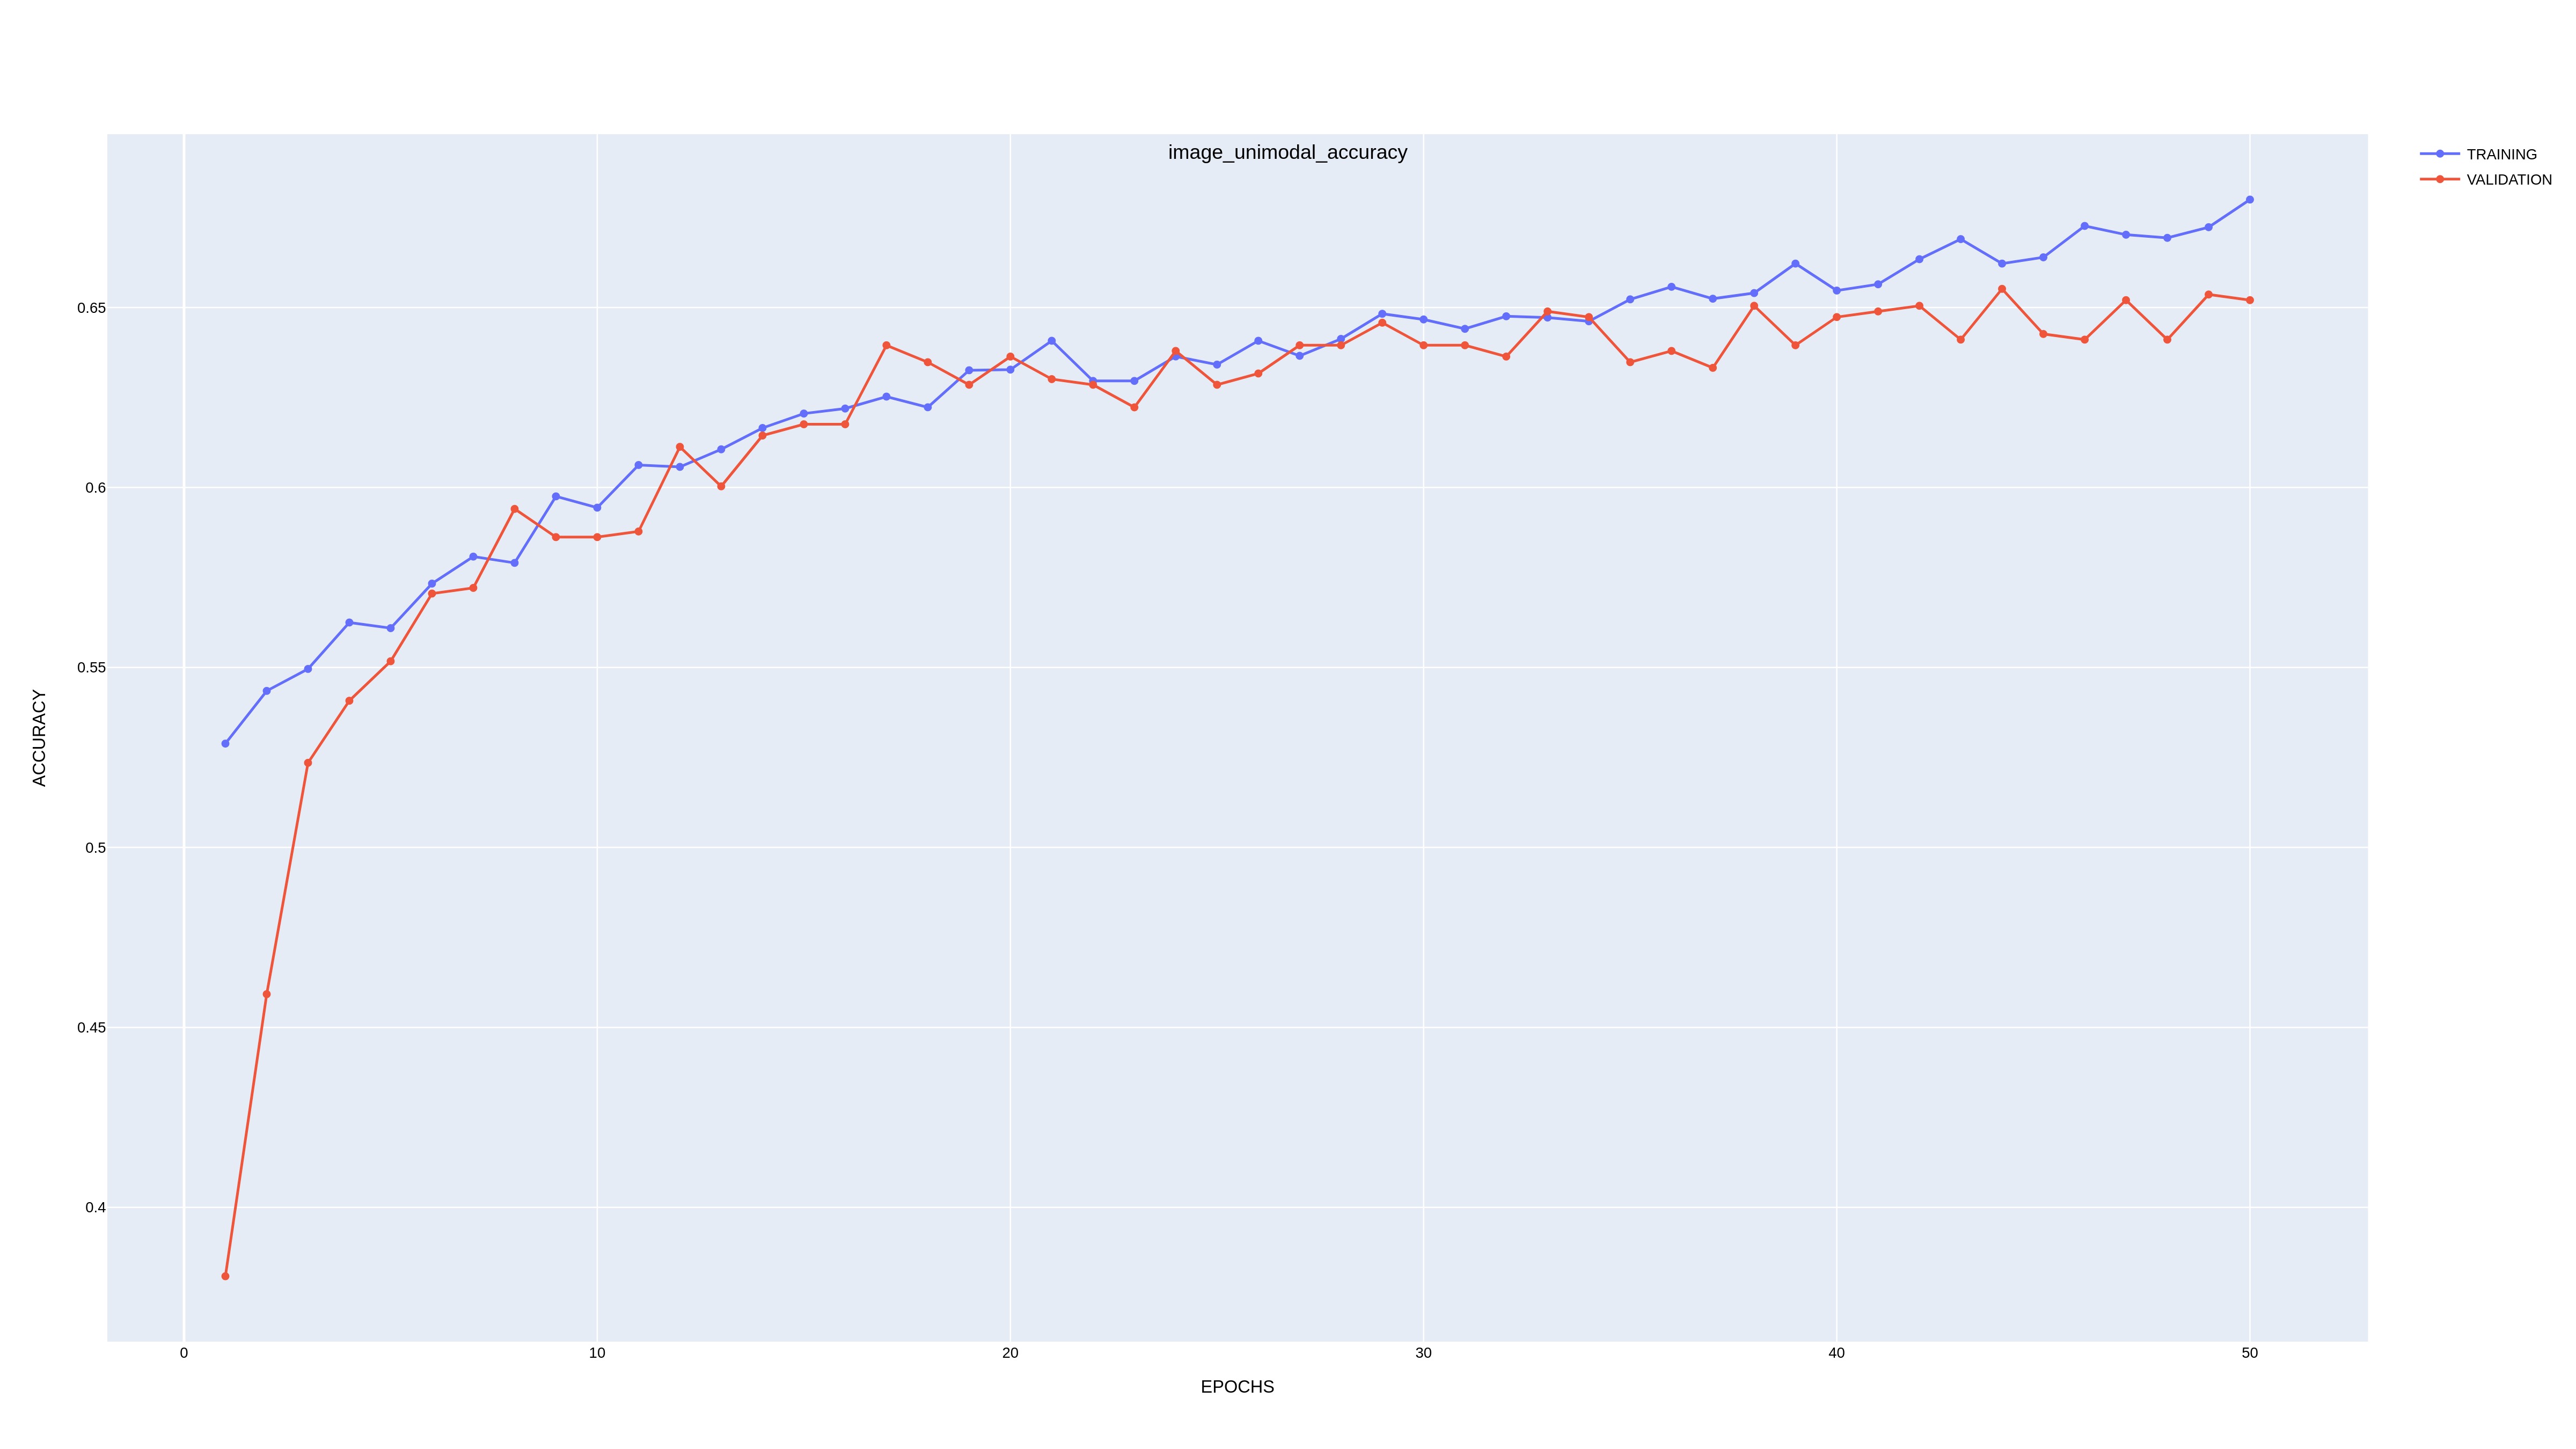 image_unimodal_accuracy
TRAINING
VALIDATION
0.65
0.6
0.55
0.5
0.45
0.4
ACCURACY
0 10 20 30 40 50
EPOCHS